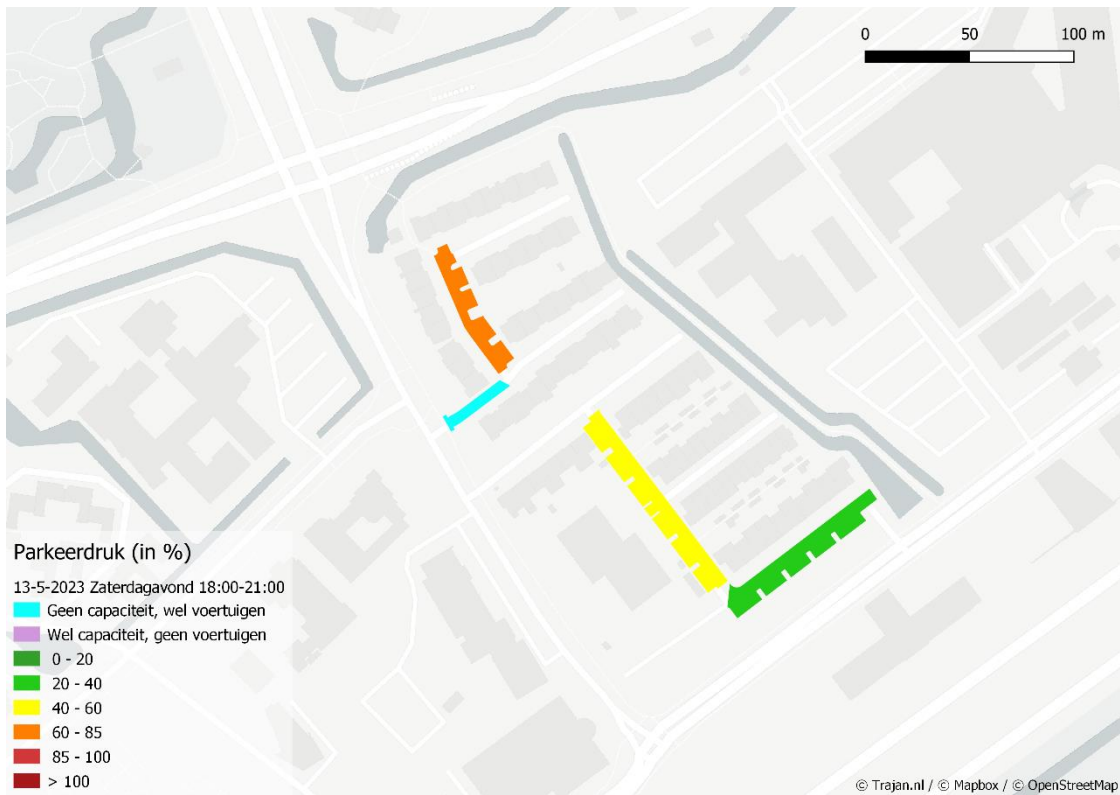 0 50 100 m
Parkeerdruk (in %)
13-5-2023 Zaterdagavond 18:00-21:00
Geen capaciteit, wel voertuigen
Wel capaciteit, geen voertuigen
0 - 20
20 - 40
40 - 60
60 - 85
85 - 100
> 100
© Trajan.nl / © Mapbox / © OpenStreetMap